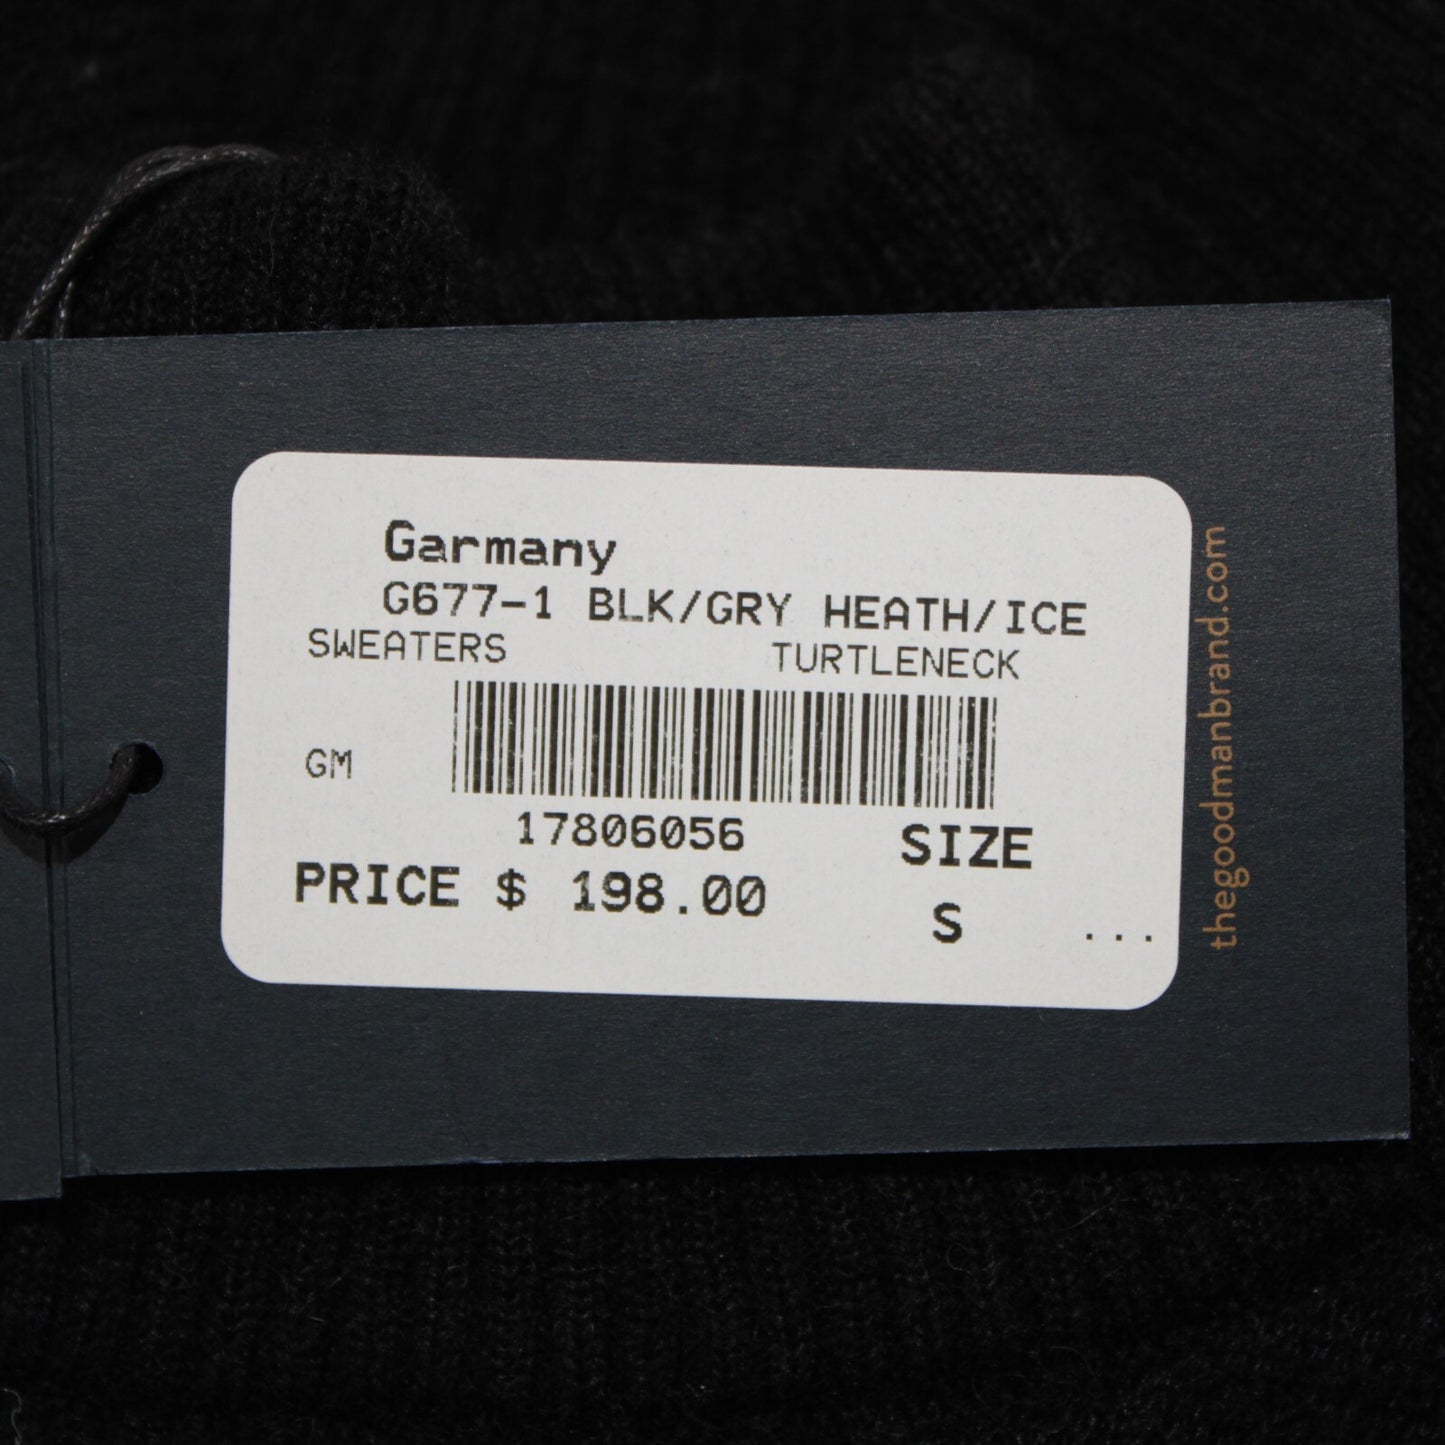 Garmany
G677-1 BLK/GRY HEATH/ICE
SWEATERS TURTLENECK
GM
17806056
SIZE
PRICE $ 198.00
S ...
thegoodmanbrand.com